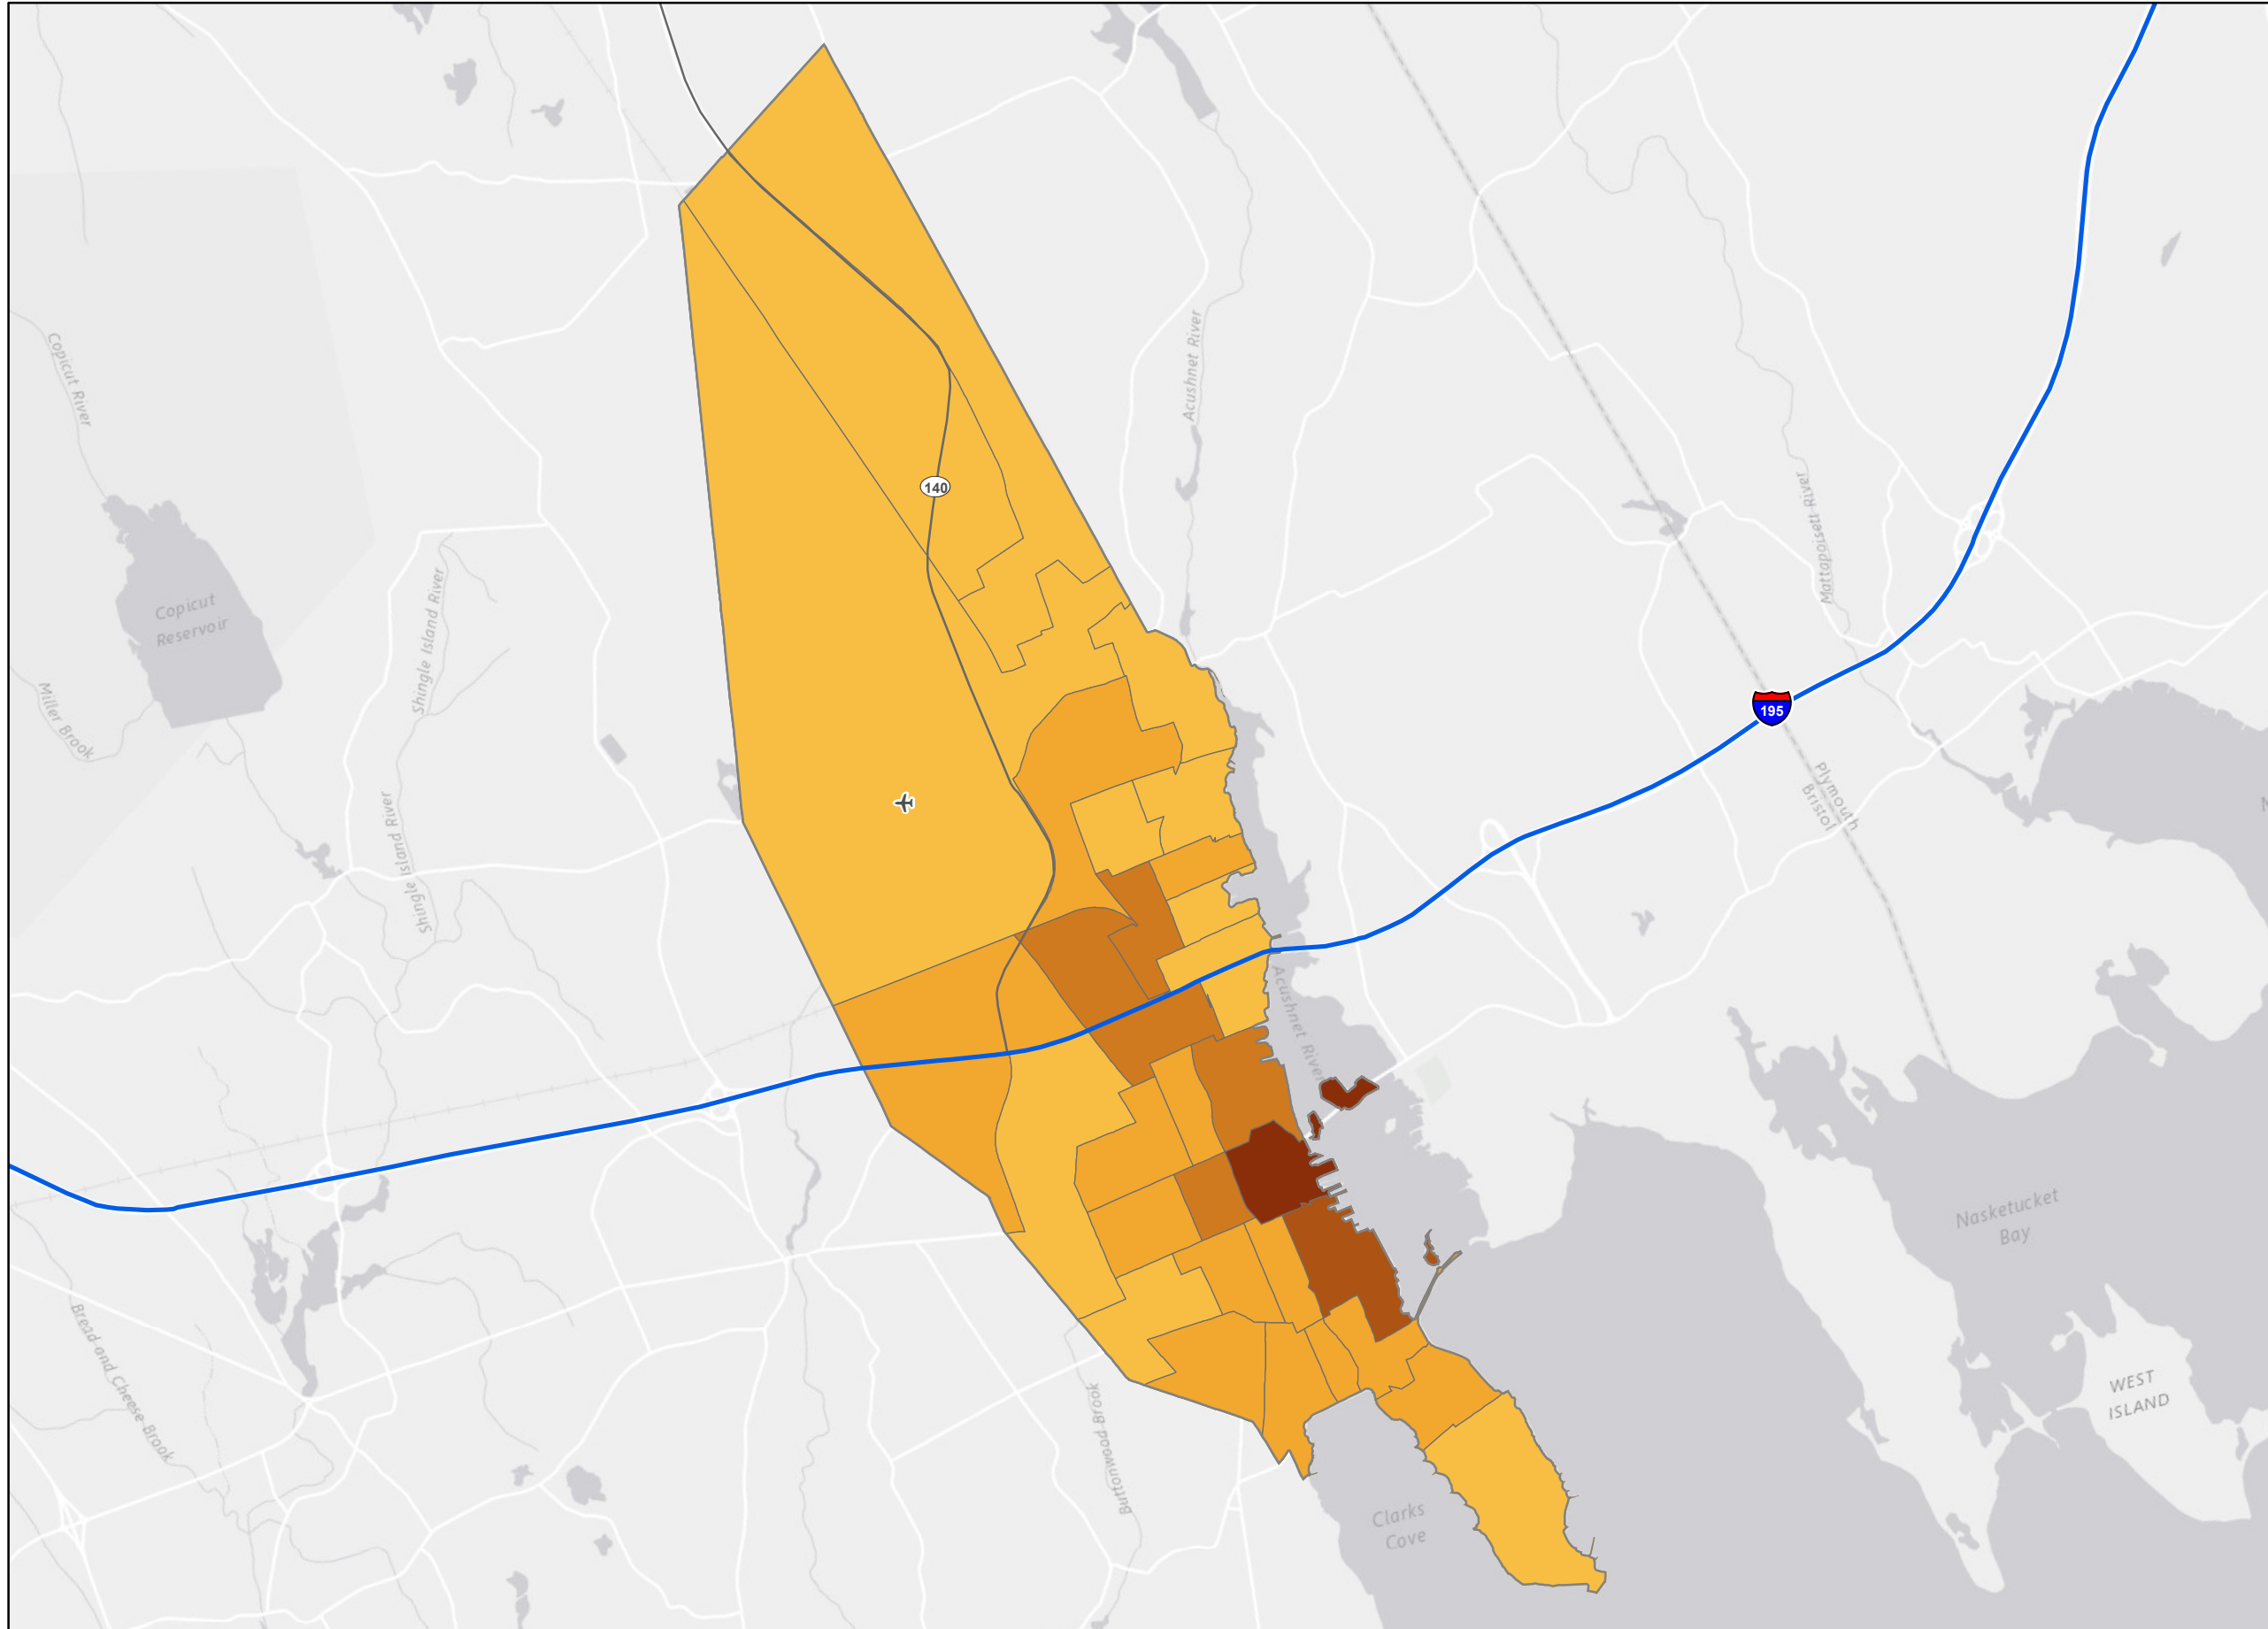 Copicut River
Acushnet River
140
Mattapoisett River
Copicut
Reservoir
Shingle Island River
Miller Brook
195
Plymouth
Bristol
Shingle Island River
Acushnet River
Nasketucket
Bay
Bread and Cheese Brook
WEST
ISLAND
Buttonwood Brook
Clarks
Cove